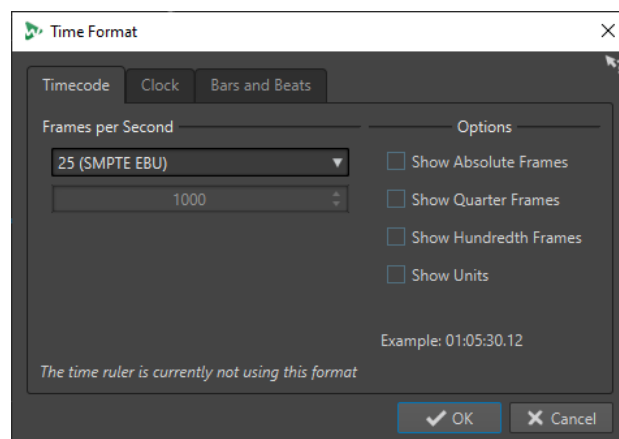 Time Format
Timecode Clock Bars and Beats
Frames per Second
Options
25 (SMPTE EBU)
Show Absolute Frames
1000
Show Quarter Frames
Show Hundredth Frames
Show Units
Example: 01:05:30.12
The time ruler is currently not using this format
OK Cancel